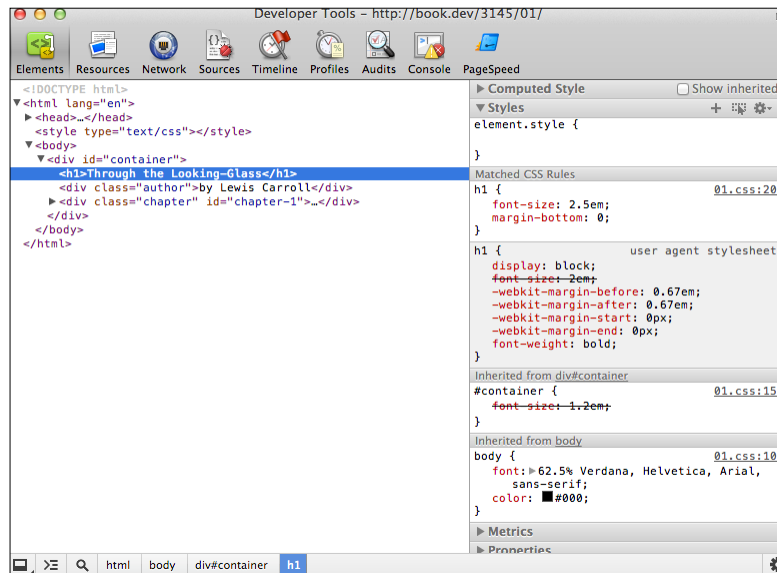 Developer Tools – http://book.dev/3145/01/
Elements Resources Network Sources Timeline Profiles Audits Console PageSpeed
<!DOCTYPE html>
<html lang="en">
<head>…</head>
<style type="text/css"></style>
<body>
<div id="container">
<h1>Through the Looking-Glass</h1>
<div class="author">by Lewis Carroll</div>
<div class="chapter" id="chapter-1">…</div>
</div>
</body>
</html>
Computed Style Show inherited
Styles
element.style {
}
Matched CSS Rules
h1 { 01.css:20
font-size: 2.5em;
margin-bottom: 0;
}
h1 { user agent stylesheet
display: block;
font-size: 2em;
-webkit-margin-before: 0.67em;
-webkit-margin-after: 0.67em;
-webkit-margin-start: 0px;
-webkit-margin-end: 0px;
font-weight: bold;
}
Inherited from div#container
#container { 01.css:15
font-size: 1.2em;
}
Inherited from body
body { 01.css:10
font: 62.5% Verdana, Helvetica, Arial,
sans-serif;
color: #000;
}
Metrics
Properties
html body div#container h1